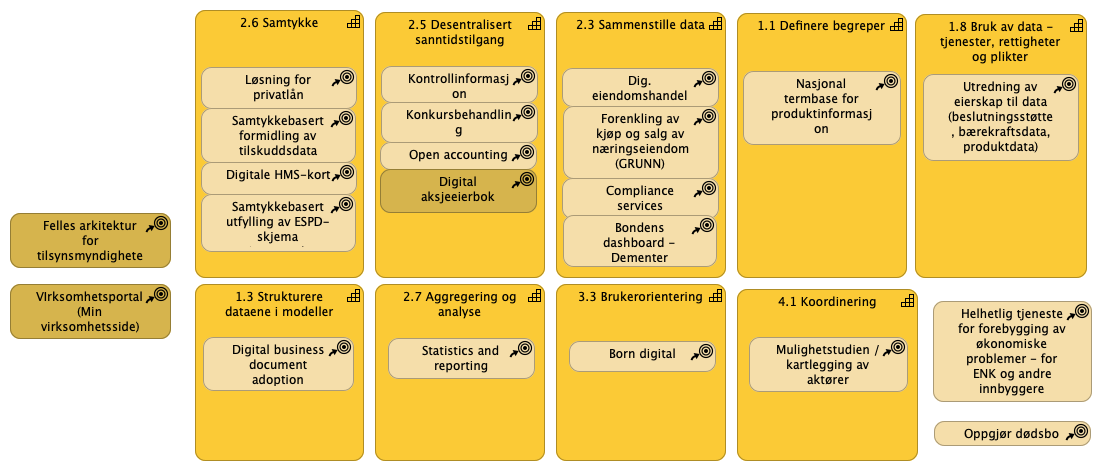 2.6 Samtykke
Løsning for
privatlån
Samtykkebasert
formidling av
tilskuddsdata
Digitale HMS-kort
Samtykkebasert
utfylling av ESPD-
skjema
2.5 Desentralisert
sanntidstilgang
Kontrollinformasj
on
Konkursbehandlin
g
Open accounting
Digital
aksjeeierbok
2.3 Sammenstille data
Dig.
eiendomshandel
Forenkling av
kjøp og salg av
næringseiendom
(GRUNN)
Compliance
services
Bondens
dashboard -
Dementer
1.1 Definere begreper
Nasjonal
termbase for
produktinformasj
on
1.8 Bruk av data -
tjenester, rettigheter
og plikter
Utredning av
eierskap til data
(beslutningsstøtte
, bærekraftsdata,
produktdata)
Felles arkitektur
for
tilsynsmyndighete
VIrksomhetsportal
(Min
virksomhetsside)
1.3 Strukturere
dataene i modeller
Digital business
document
adoption
2.7 Aggregering og
analyse
Statistics and
reporting
3.3 Brukerorientering
Born digital
4.1 Koordinering
Mulighetstudien /
kartlegging av
aktører
Helhetlig tjeneste
for forebygging av
økonomiske
problemer - for
ENK og andre
innbyggere
Oppgjør dødsbo